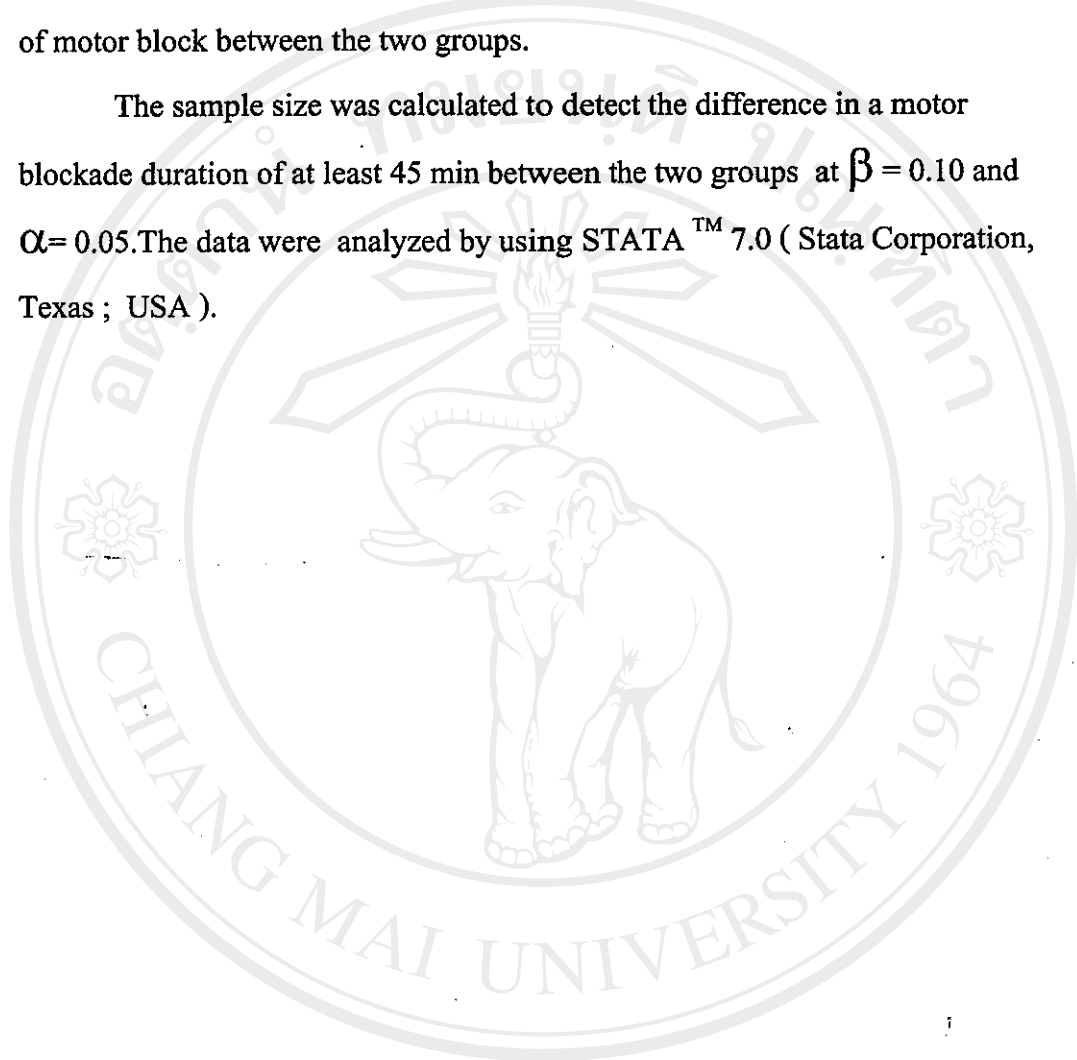 of motor block between the two groups.
The sample size was calculated to detect the difference in a motor
blockade duration of at least 45 min between the two groups at β = 0.10 and
α= 0.05.The data were analyzed by using STATA ™ 7.0 ( Stata Corporation,
Texas ; USA ).
CHIANG MAI UNIVERSITY 1964